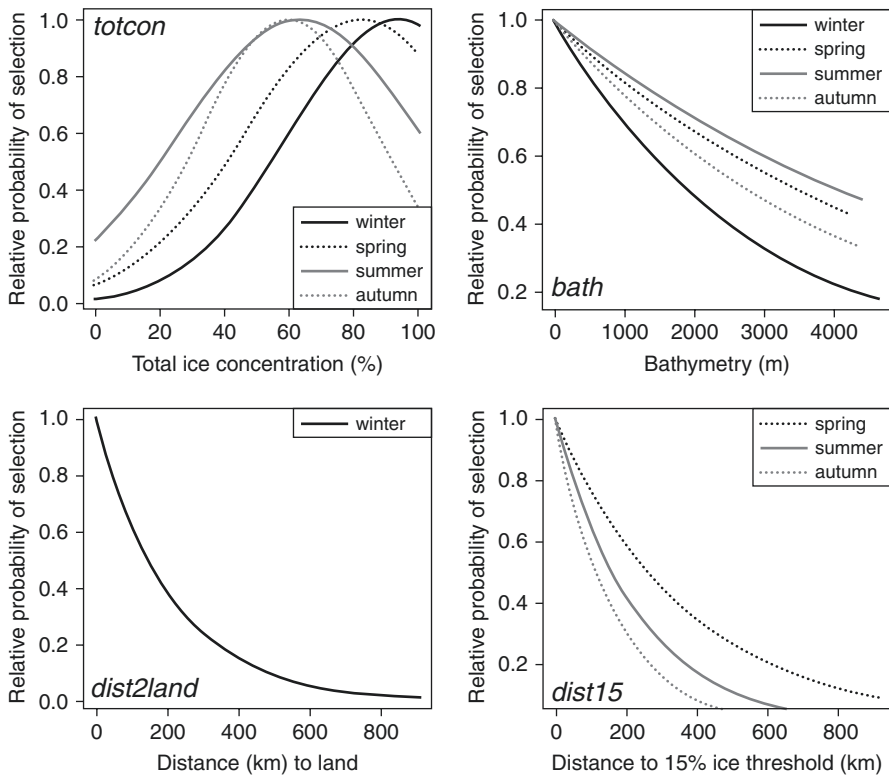 totcon
Relative probability of selection
1.0
0.8
0.6
0.4
0.2
0.0
winter
spring
summer
autumn
0 20 40 60 80 100
Total ice concentration (%)
bath
Relative probability of selection
1.0
0.8
0.6
0.4
0.2
winter
spring
summer
autumn
0 1000 2000 3000 4000
Bathymetry (m)
dist2land
Relative probability of selection
1.0
0.8
0.6
0.4
0.2
0.0
winter
0 200 400 600 800
Distance (km) to land
dist15
Relative probability of selection
1.0
0.8
0.6
0.4
0.2
spring
summer
autumn
0 200 400 600 800
Distance to 15% ice threshold (km)